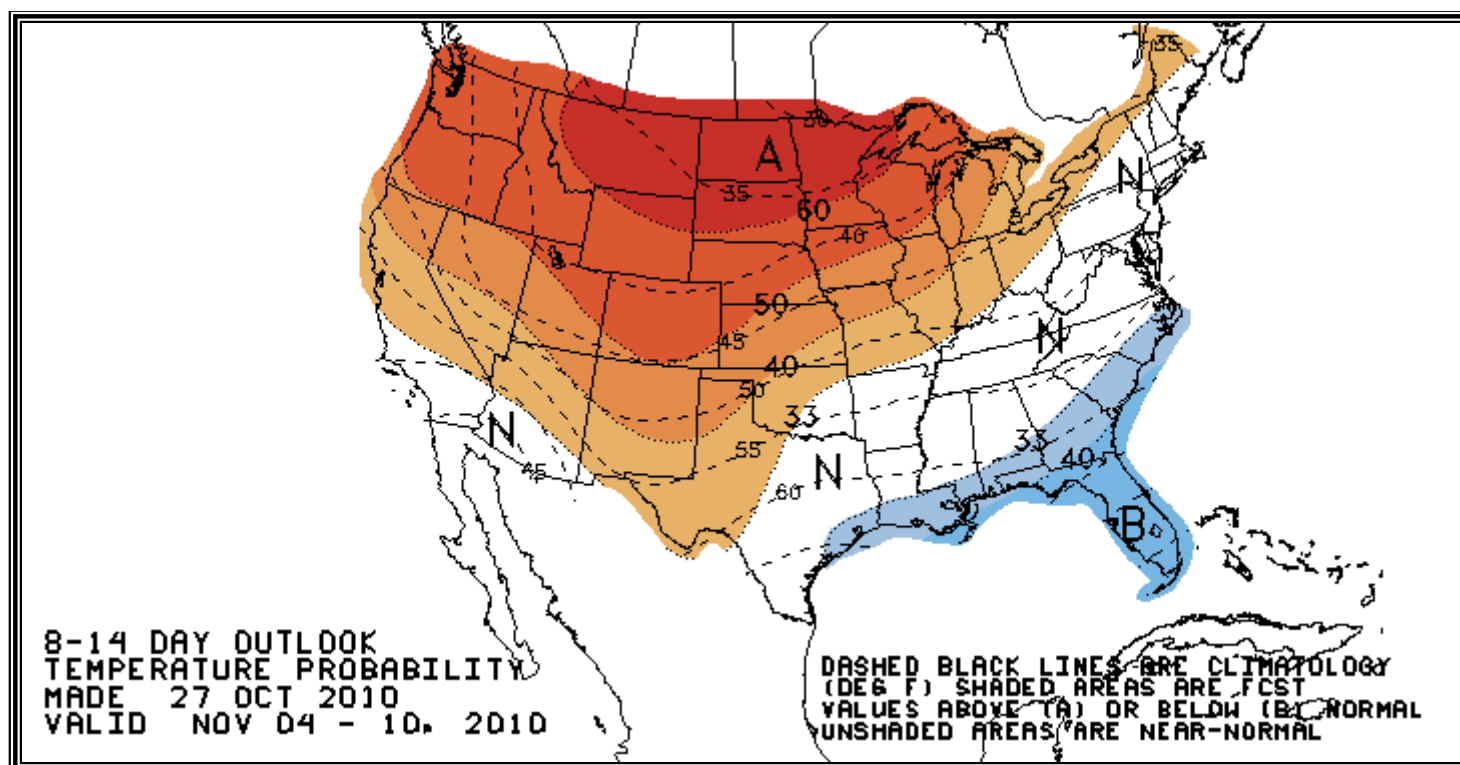 35
30
A
35
60
N
40
50
N
45
40
50
33
N
55
33
45
N
60
40
B
8-14 DAY OUTLOOK
TEMPERATURE PROBABILITY
MADE 27 OCT 2010
VALID NOV 04 - 10, 2010
DASHED BLACK LINES ARE CLIMATOLOGY
(DEG F) SHADED AREAS ARE FCST
VALUES ABOVE (A) OR BELOW (B) NORMAL
UNSHADED AREAS ARE NEAR-NORMAL